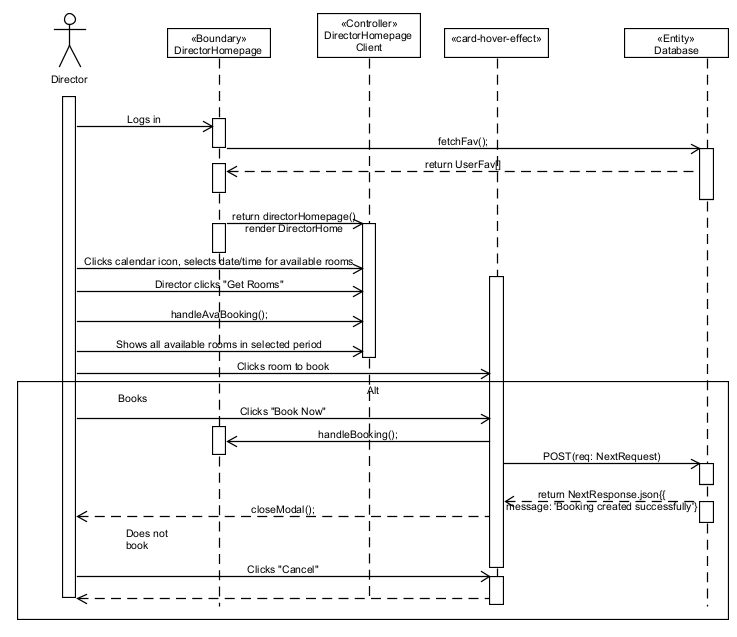 «Boundary»
DirectorHomepage
«Controller»
DirectorHomepage
Client
«card-hover-effect»
«Entity»
Database
Director
Logs in
fetchFav();
return UserFav[]
return directorHomepage()
render DirectorHome
Clicks calendar icon, selects date/time for available rooms
Director clicks "Get Rooms"
handleAvaBooking();
Shows all available rooms in selected period
Clicks room to book
Alt
Books
Clicks "Book Now"
handleBooking();
POST(req: NextRequest)
return NextResponse.json{{
message: 'Booking created successfully'}
closeModal();
Does not
book
Clicks "Cancel"